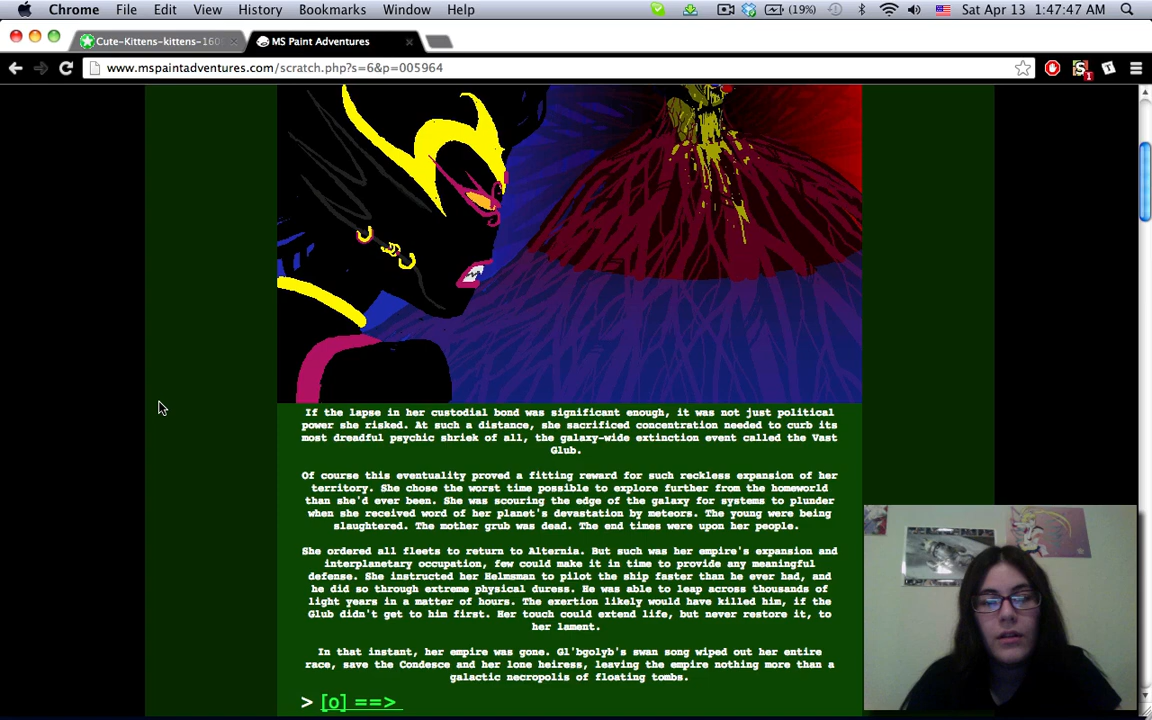 Chrome File Edit View History Bookmarks Window Help (19%) Sat Apr 13 1:47:47 AM
Cute-Kittens-kittens-160 MS Paint Adventures
www.mspaintadventures.com/scratch.php?s=6&p=005964
If the lapse in her custodial bond was significant enough, it was not just political
power she risked. At such a distance, she sacrificed concentration needed to curb its
most dreadful psychic shriek of all, the galaxy-wide extinction event called the Vast
Glub.
Of course this eventuality proved a fitting reward for such reckless expansion of her
territory. She chose the worst time possible to explore further from the homeworld
than she'd ever been. She was scouring the edge of the galaxy for systems to plunder
when she received word of her planet's devastation by meteors. The young were being
slaughtered. The mother grub was dead. The end times were upon her people.
She ordered all fleets to return to Alternia. But such was her empire's expansion and
interplanetary occupation, few could make it in time to provide any meaningful
defense. She instructed her Helmsman to pilot the ship faster than he ever had, and
he did so through extreme physical duress. He was able to leap across thousands of
light years in a matter of hours. The exertion likely would have killed him, if the
Glub didn't get to him first. Her touch could extend life, but never restore it, to
her lament.
In that instant, her empire was gone. Gl'bgolyb's swan song wiped out her entire
race, save the Condesce and her lone heiress, leaving the empire nothing more than a
galactic necropolis of floating tombs.
> [o] ==>